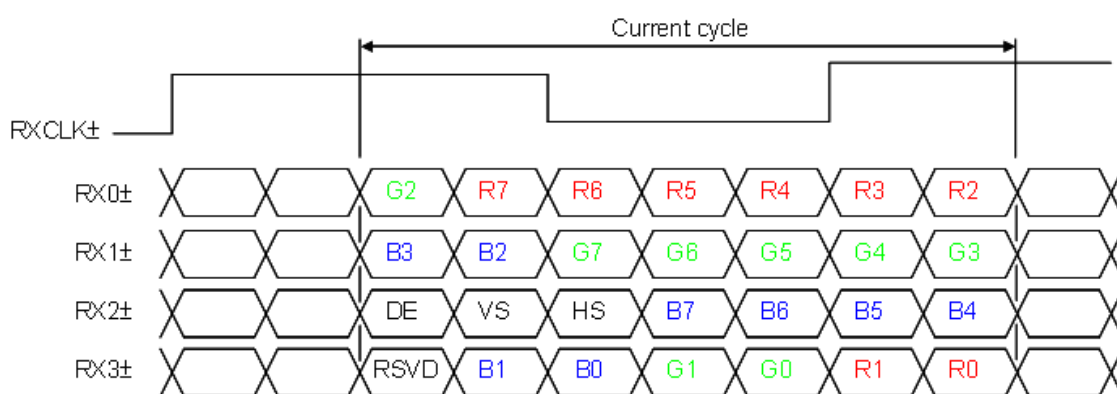 Current cycle
RXCLK±
RX0± G2 R7 R6 R5 R4 R3 R2
RX1± B3 B2 G7 G6 G5 G4 G3
RX2± DE VS HS B7 B6 B5 B4
RX3± RSVD B1 B0 G1 G0 R1 R0